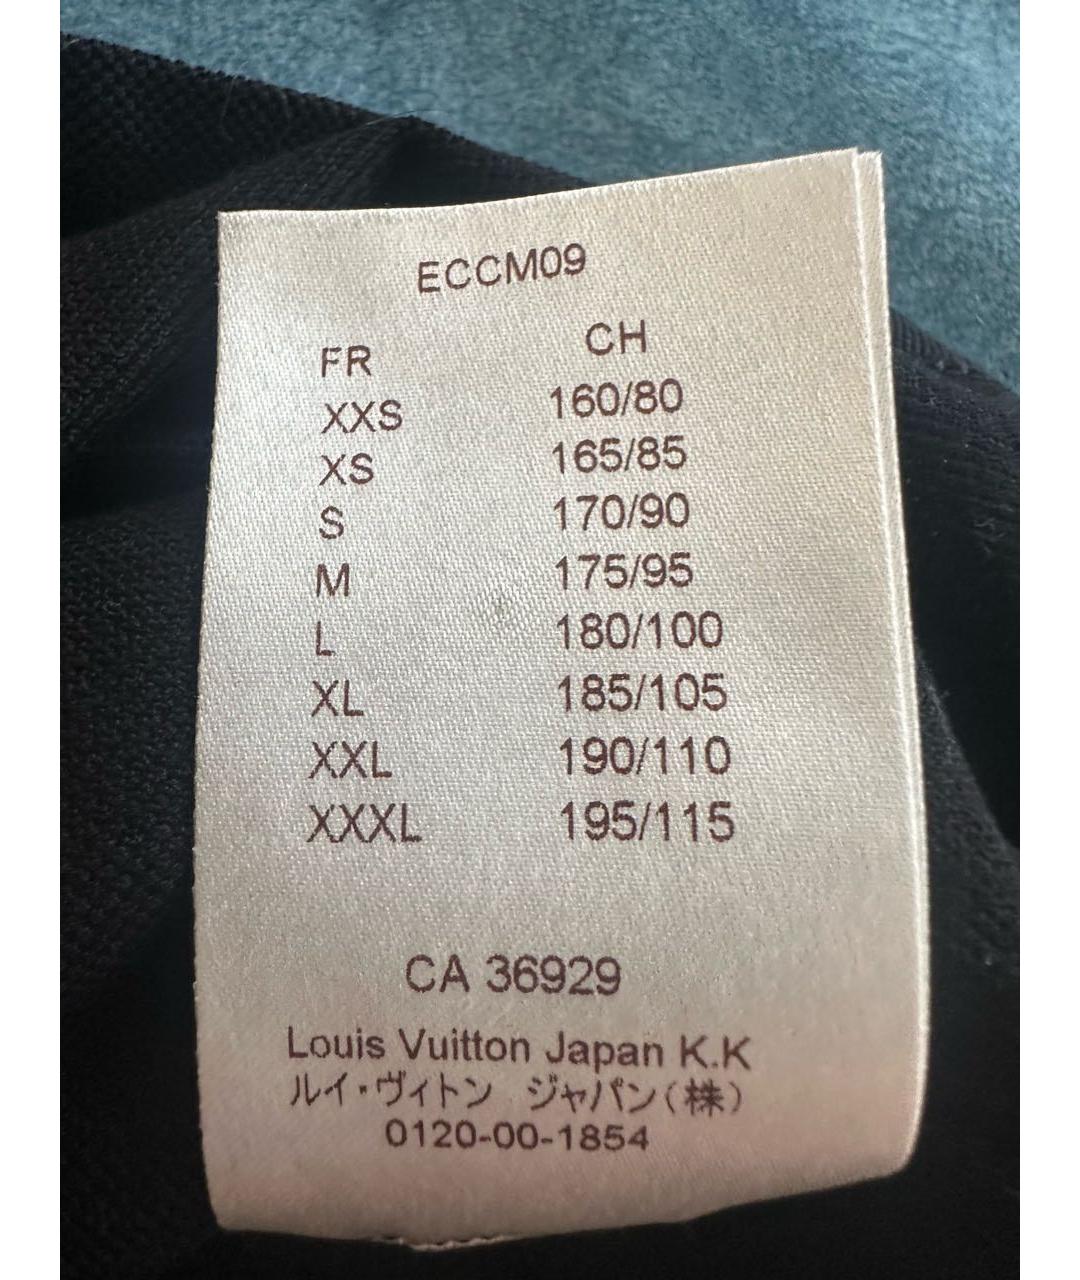 ECCM09
FR CH
XXS 160/80
XS 165/85
S 170/90
M 175/95
L 180/100
XL 185/105
XXL 190/110
XXXL 195/115
CA 36929
Louis Vuitton Japan K.K
ルイ・ヴィトン ジャパン(株)
0120-00-1854